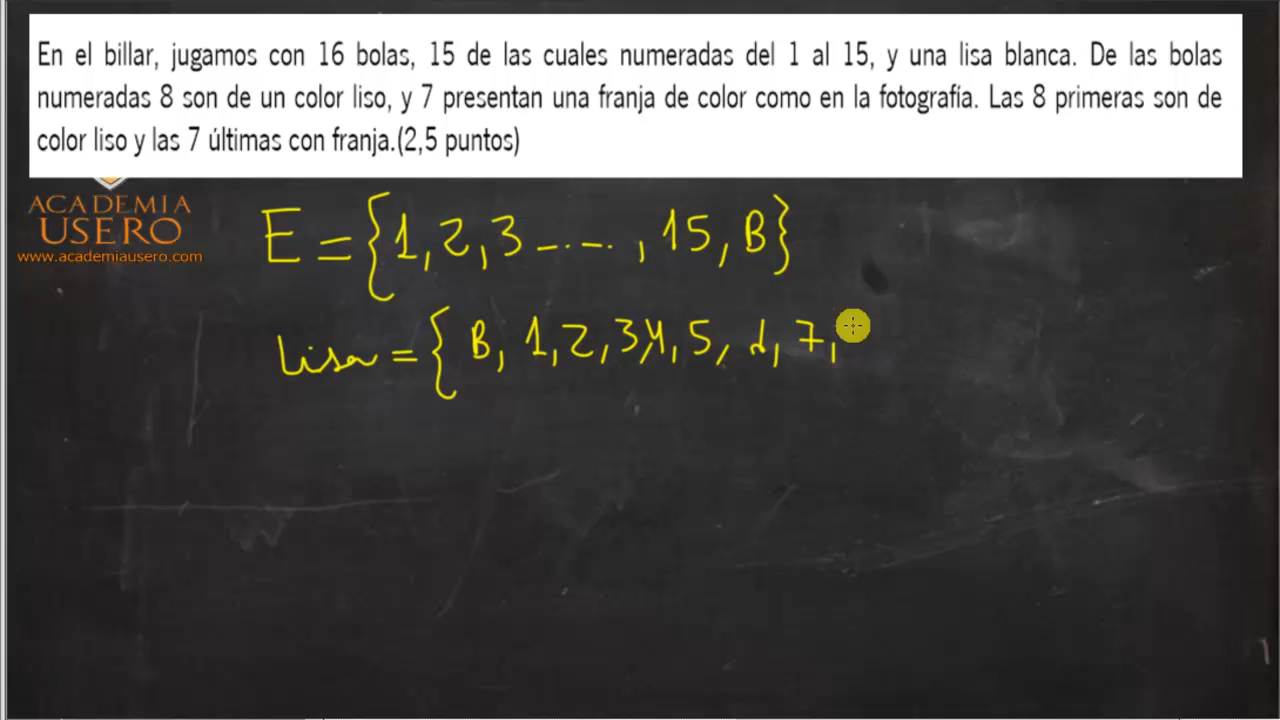 En el billar, jugamos con 16 bolas, 15 de las cuales numeradas del 1 al 15, y una lisa blanca. De las bolas
numeradas 8 son de un color liso, y 7 presentan una franja de color como en la fotografía. Las 8 primeras son de
color liso y las 7 últimas con franja.(2,5 puntos)
ACADEMIA
USERO
www.academiausero.com
E = {1, 2, 3 ----, 15, B}
Lisa = { B, 1, 2, 3, 4, 5, 6, 7,